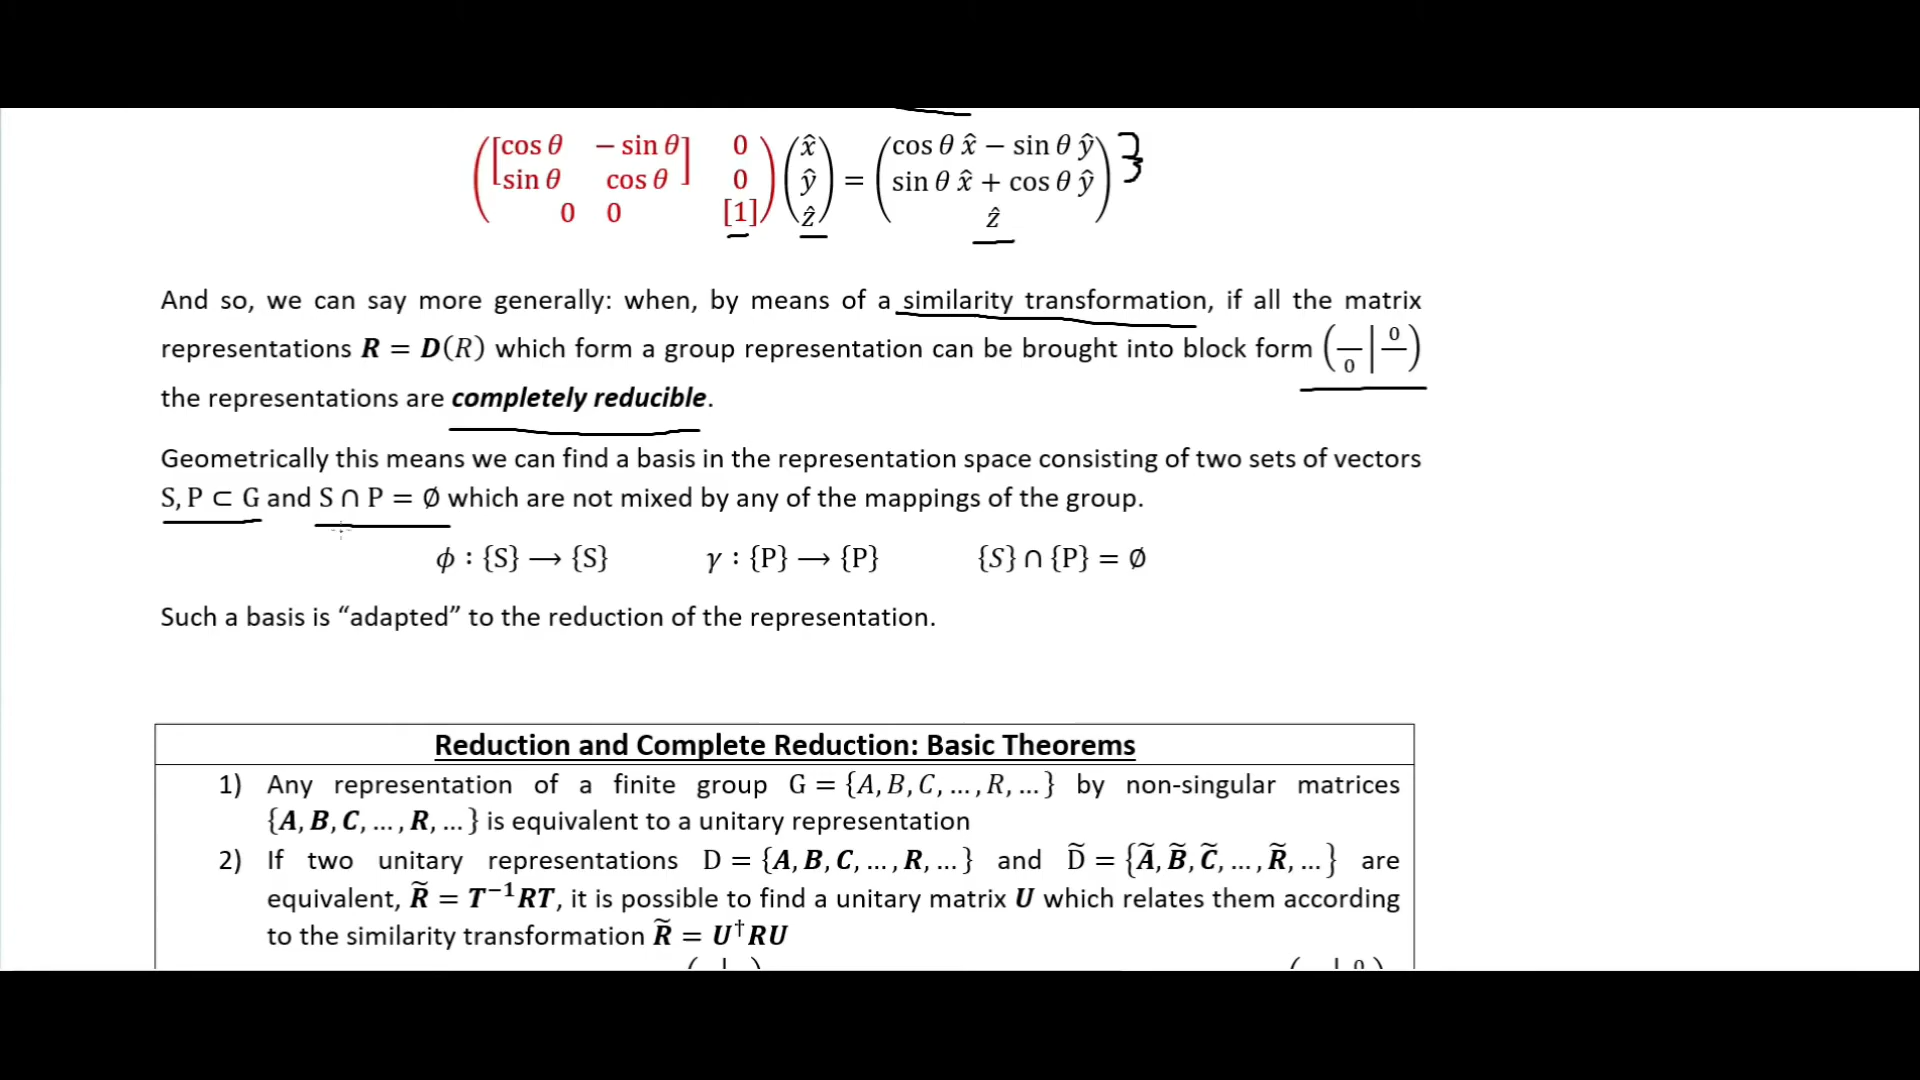 ([cos θ − sin θ] 0) (x̂) = (cos θ x̂ − sin θ ŷ) }
([sin θ cos θ] 0) (ŷ) = (sin θ x̂ + cos θ ŷ)
(0 0 [1]) (ẑ) (ẑ)
And so, we can say more generally: when, by means of a similarity transformation, if all the matrix
representations R = D(R) which form a group representation can be brought into block form ( — | 0 — 0 )
the representations are completely reducible.
Geometrically this means we can find a basis in the representation space consisting of two sets of vectors
S, P ⊂ G and S ∩ P = ∅ which are not mixed by any of the mappings of the group.
ϕ : {S} ⟶ {S} γ : {P} ⟶ {P} {S} ∩ {P} = ∅
Such a basis is “adapted” to the reduction of the representation.
Reduction and Complete Reduction: Basic Theorems
1) Any representation of a finite group G = {A, B, C, … , R, … } by non-singular matrices
{A, B, C, … , R, … } is equivalent to a unitary representation
2) If two unitary representations D = {A, B, C, … , R, … } and D̃ = {Ã, B̃, C̃, … , R̃, … } are
equivalent, R̃ = T⁻¹RT, it is possible to find a unitary matrix U which relates them according
to the similarity transformation R̃ = U†RU